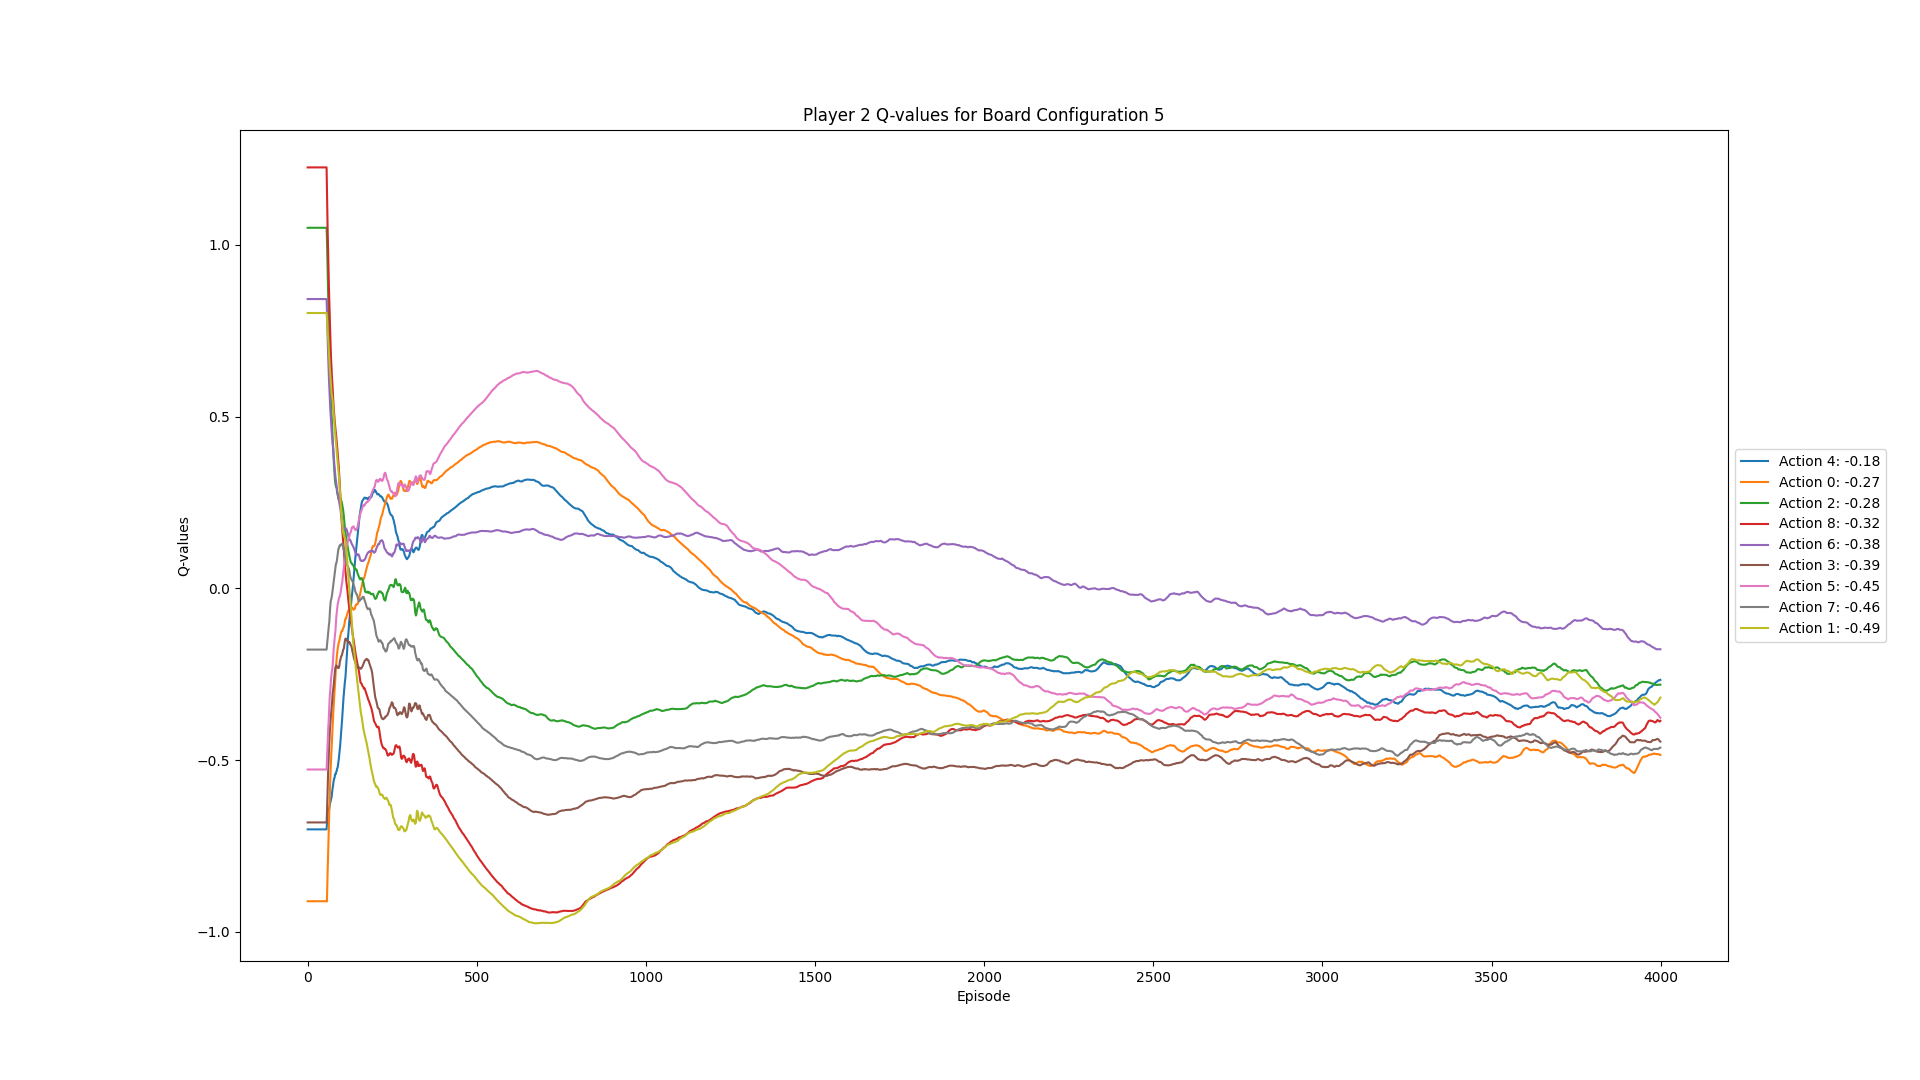 Player 2 Q-values for Board Configuration 5
1.0
0.5
0.0
−0.5
−1.0
Q-values
0 500 1000 1500 2000 2500 3000 3500 4000
Episode
Action 4: -0.18
Action 0: -0.27
Action 2: -0.28
Action 8: -0.32
Action 6: -0.38
Action 3: -0.39
Action 5: -0.45
Action 7: -0.46
Action 1: -0.49